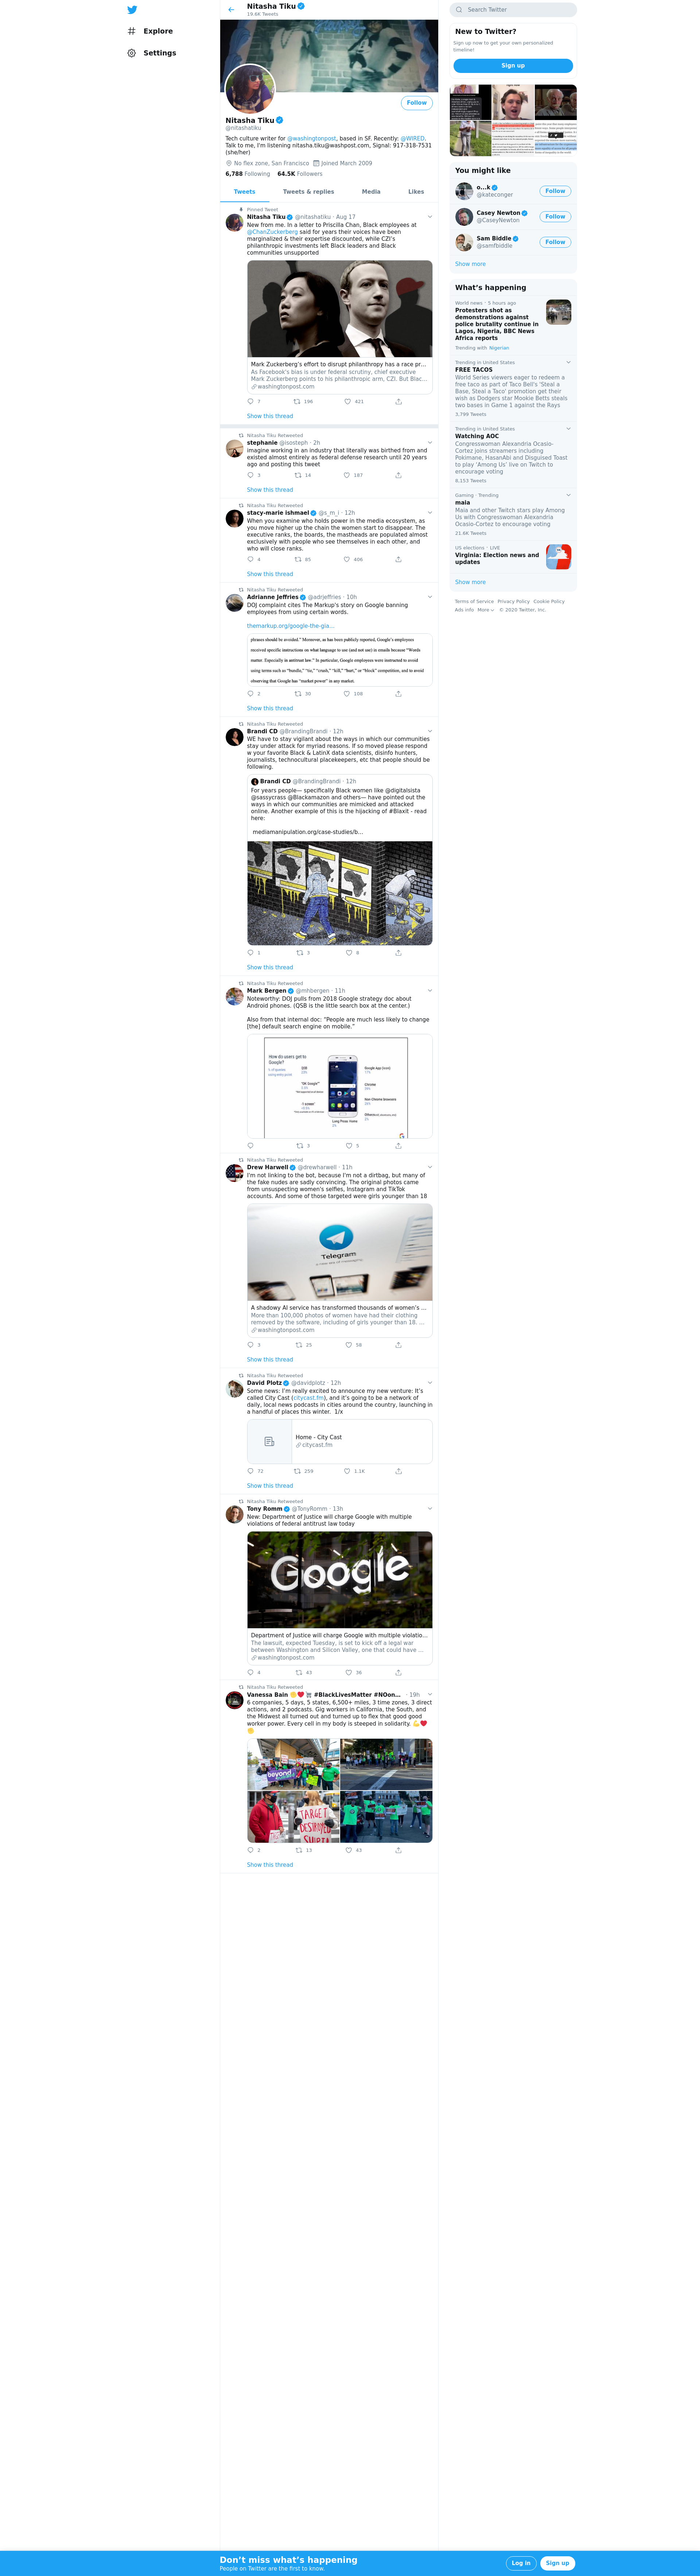 Explore
Settings
Nitasha Tiku
19.6K Tweets
Follow
Nitasha Tiku
@nitashatiku
Tech culture writer for @washingtonpost, based in SF. Recently: @WIRED.
Talk to me, I'm listening nitasha.tiku@washpost.com, Signal: 917-318-7531
(she/her)
No flex zone, San Francisco Joined March 2009
6,788 Following 64.5K Followers
Tweets Tweets & replies Media Likes
Pinned Tweet
Nitasha Tiku @nitashatiku · Aug 17
New from me. In a letter to Priscilla Chan, Black employees at
@ChanZuckerberg said for years their voices have been
marginalized & their expertise discounted, while CZI's
philanthropic investments left Black leaders and Black
communities unsupported
Mark Zuckerberg's effort to disrupt philanthropy has a race pr...
As Facebook's bias is under federal scrutiny, chief executive
Mark Zuckerberg points to his philanthropic arm, CZI. But Blac...
washingtonpost.com
7 196 421
Show this thread
Nitasha Tiku Retweeted
stephanie @isosteph · 2h
imagine working in an industry that literally was birthed from and
existed almost entirely as federal defense research until 20 years
ago and posting this tweet
3 14 187
Show this thread
Nitasha Tiku Retweeted
stacy-marie ishmael @s_m_i · 12h
When you examine who holds power in the media ecosystem, as
you move higher up the chain the women start to disappear. The
executive ranks, the boards, the mastheads are populated almost
exclusively with people who see themselves in each other, and
who will close ranks.
4 85 406
Show this thread
Nitasha Tiku Retweeted
Adrianne Jeffries @adrjeffries · 10h
DOJ complaint cites The Markup's story on Google banning
employees from using certain words.
themarkup.org/google-the-gia...
pleases should be avoided." Moreover, as has been publicly reported, Google's employees
received specific instructions on what language to use (and not use) in emails because "Words
matter. Especially in antitrust law." In particular, Google employees were instructed to avoid
using terms such as "bundle," "tie," "crush," "kill," "hurt," or "block" competition, and to avoid
observing that Google has "market power" in any market.
2 30 108
Show this thread
Nitasha Tiku Retweeted
Brandi CD @BrandingBrandi · 12h
WE have to stay vigilant about the ways in which our communities
stay under attack for myriad reasons. If so moved please respond
w your favorite Black & LatinX data scientists, disinfo hunters,
journalists, technocultural placekeepers, etc that people should be
following.
Brandi CD @BrandingBrandi · 12h
For years people— specifically Black women like @digitalsista
@sassycrass @Blackamazon and others— have pointed out the
ways in which our communities are mimicked and attacked
online. Another example of this is the hijacking of #Blaxit - read
here:
mediamanipulation.org/case-studies/b...
1 3 8
Show this thread
Nitasha Tiku Retweeted
Mark Bergen @mhbergen · 11h
Noteworthy: DOJ pulls from 2018 Google strategy doc about
Android phones. (QSB is the little search box at the center.)
Also from that internal doc: "People are much less likely to change
[the] default search engine on mobile."
How do users get to
Google?
3 5
Nitasha Tiku Retweeted
Drew Harwell @drewharwell · 11h
I'm not linking to the bot, because I'm not a dirtbag, but many of
the fake nudes are sadly convincing. The original photos came
from unsuspecting women's selfies, Instagram and TikTok
accounts. And some of those targeted were girls younger than 18
Telegram
A shadowy AI service has transformed thousands of women's ...
More than 100,000 photos of women have had their clothing
removed by the software, including of girls younger than 18. ...
washingtonpost.com
3 25 58
Show this thread
Nitasha Tiku Retweeted
David Plotz @davidplotz · 12h
Some news: I'm really excited to announce my new venture: It's
called City Cast (citycast.fm), and it's going to be a network of
daily, local news podcasts in cities around the country, launching in
a handful of places this winter. 1/x
Home - City Cast
citycast.fm
72 259 1.1K
Show this thread
Nitasha Tiku Retweeted
Tony Romm @TonyRomm · 13h
New: Department of Justice will charge Google with multiple
violations of federal antitrust law today
Google
Department of Justice will charge Google with multiple violatio...
The lawsuit, expected Tuesday, is set to kick off a legal war
between Washington and Silicon Valley, one that could have ...
washingtonpost.com
4 43 36
Nitasha Tiku Retweeted
Vanessa Bain ✊❤️ #BlackLivesMatter #NOon... · 19h
6 companies, 5 days, 5 states, 6,500+ miles, 3 time zones, 3 direct
actions, and 2 podcasts. Gig workers in California, the South, and
the Midwest all turned out and turned up to flex that good good
worker power. Every cell in my body is steeped in solidarity. 💪❤️
✊
beyond
TARGET
DESTROYED
SHIPT
2 13 43
Show this thread
Search Twitter
New to Twitter?
Sign up now to get your own personalized
timeline!
Sign up
You might like
o...k
@kateconger
Follow
Casey Newton
@CaseyNewton
Follow
Sam Biddle
@samfbiddle
Follow
Show more
What's happening
World news · 5 hours ago
Protesters shot as
demonstrations against
police brutality continue in
Lagos, Nigeria, BBC News
Africa reports
Trending with Nigerian
Trending in United States
FREE TACOS
World Series viewers eager to redeem a
free taco as part of Taco Bell's 'Steal a
Base, Steal a Taco' promotion get their
wish as Dodgers star Mookie Betts steals
two bases in Game 1 against the Rays
3,799 Tweets
Trending in United States
Watching AOC
Congresswoman Alexandria Ocasio-
Cortez joins streamers including
Pokimane, HasanAbi and Disguised Toast
to play 'Among Us' live on Twitch to
encourage voting
8,153 Tweets
Gaming · Trending
maia
Maia and other Twitch stars play Among
Us with Congresswoman Alexandria
Ocasio-Cortez to encourage voting
21.6K Tweets
US elections · LIVE
Virginia: Election news and
updates
Show more
Terms of Service Privacy Policy Cookie Policy
Ads info More © 2020 Twitter, Inc.
Don't miss what's happening
People on Twitter are the first to know.
Log in Sign up